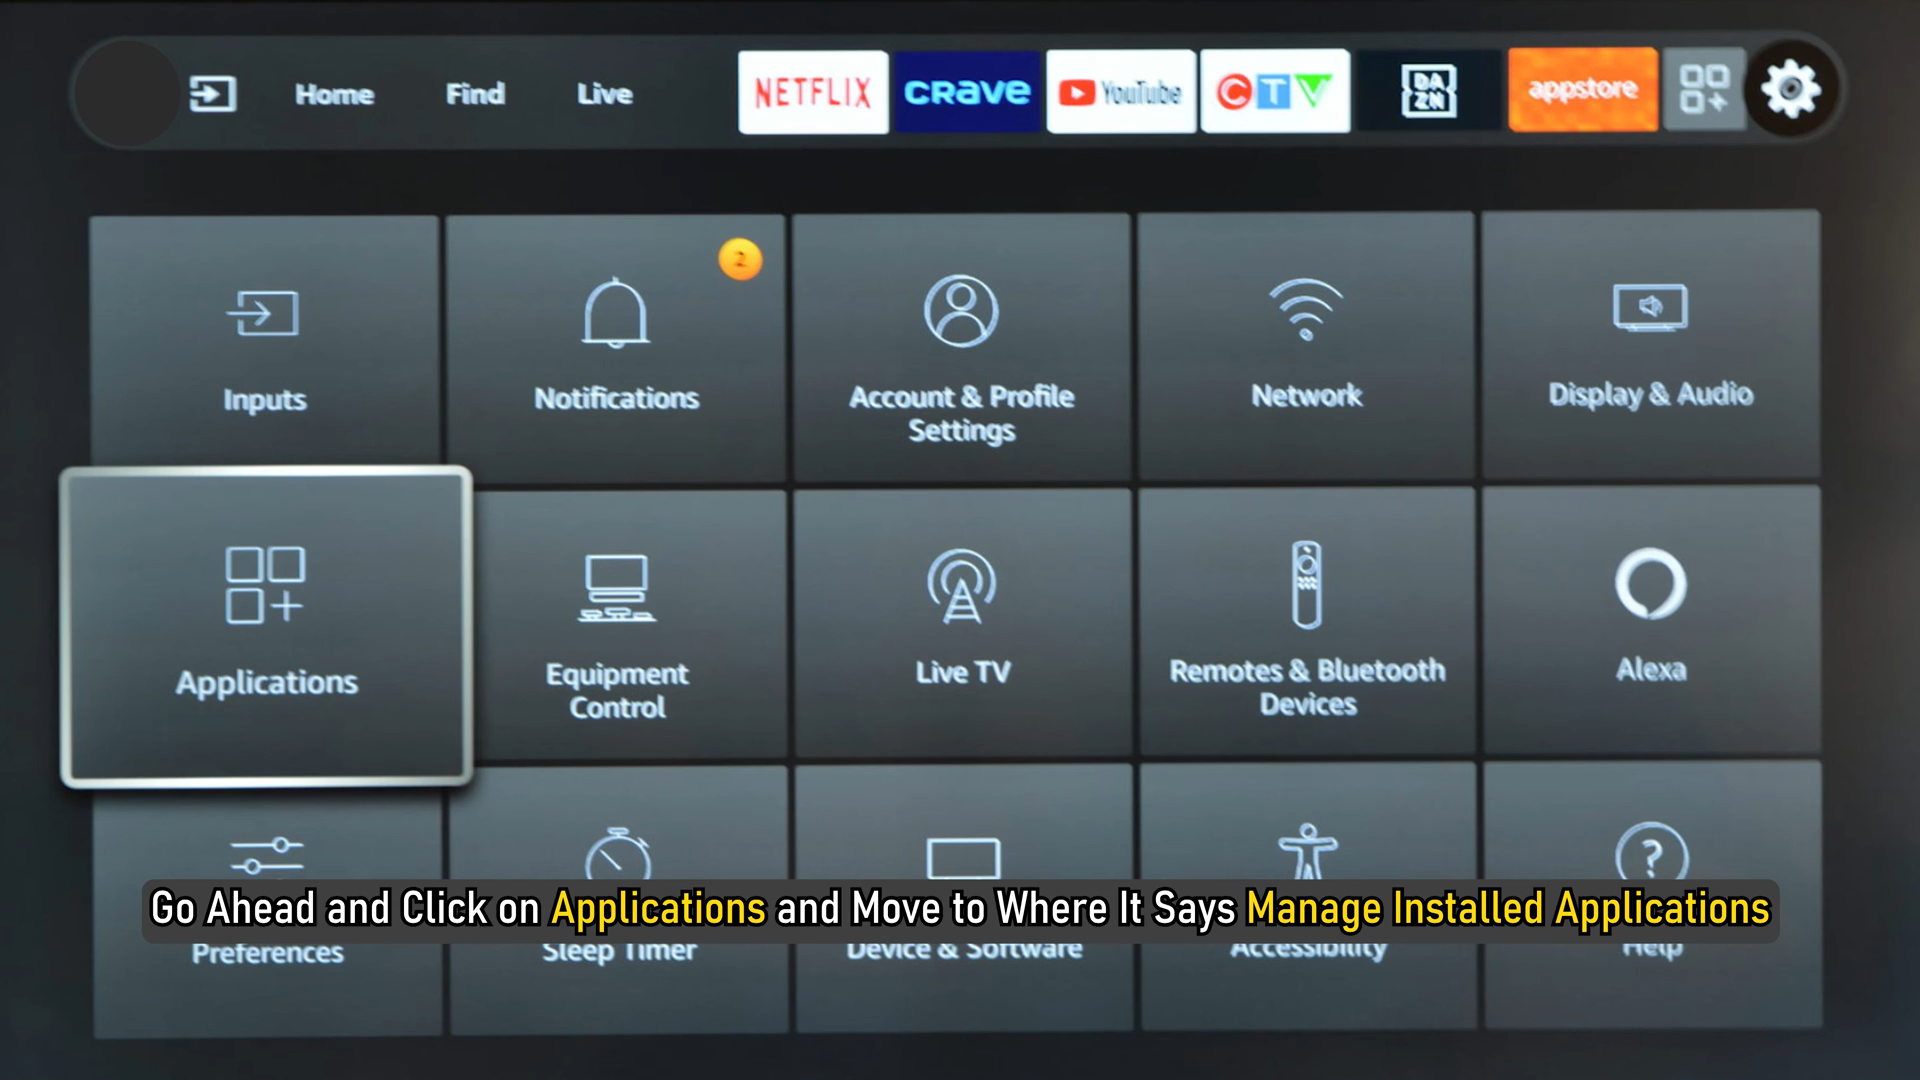 Home Find Live NETFLIX CRAVE YouTube CTV DAZN appstore
2
Inputs Notifications Account & Profile Settings Network Display & Audio
Applications Equipment Control Live TV Remotes & Bluetooth Devices Alexa
?
Go Ahead and Click on Applications and Move to Where It Says Manage Installed Applications
Preferences Sleep Timer Device & Software Accessibility Help